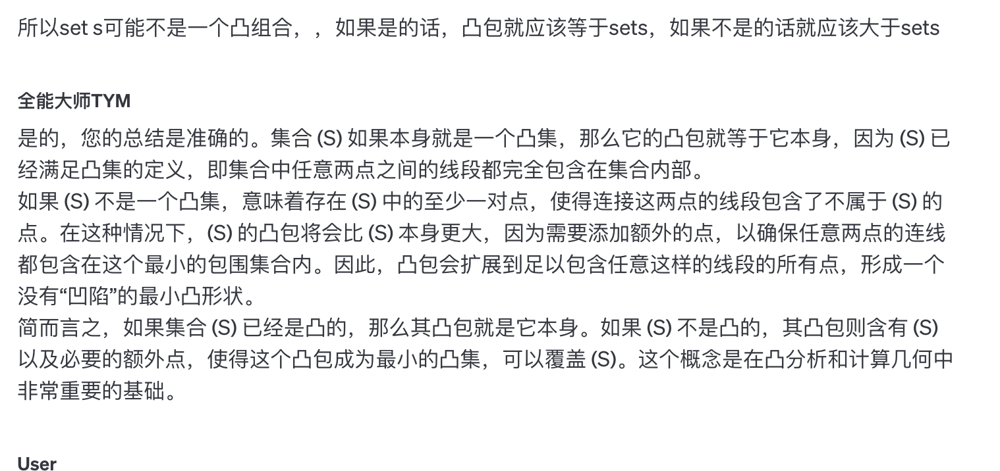 所以set s可能不是一个凸组合，，如果是的话，凸包就应该等于sets，如果不是的话就应该大于sets
全能大师TYM
是的，您的总结是准确的。集合 (S) 如果本身就是一个凸集，那么它的凸包就等于它本身，因为 (S) 已
经满足凸集的定义，即集合中任意两点之间的线段都完全包含在集合内部。
如果 (S) 不是一个凸集，意味着存在 (S) 中的至少一对点，使得连接这两点的线段包含了不属于 (S) 的
点。在这种情况下，(S) 的凸包将会比 (S) 本身更大，因为需要添加额外的点，以确保任意两点的连线
都包含在这个最小的包围集合内。因此，凸包会扩展到足以包含任意这样的线段的所有点，形成一个
没有“凹陷”的最小凸形状。
简而言之，如果集合 (S) 已经是凸的，那么其凸包就是它本身。如果 (S) 不是凸的，其凸包则含有 (S)
以及必要的额外点，使得这个凸包成为最小的凸集，可以覆盖 (S)。这个概念是在凸分析和计算几何中
非常重要的基础。
User